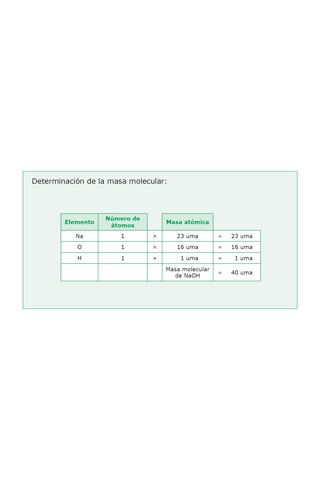 Determinación de la masa molecular:
Elemento Número de átomos Masa atómica
Na 1 × 23 uma = 23 uma
O 1 × 16 uma = 16 uma
H 1 × 1 uma = 1 uma
Masa molecular
de NaOH = 40 uma